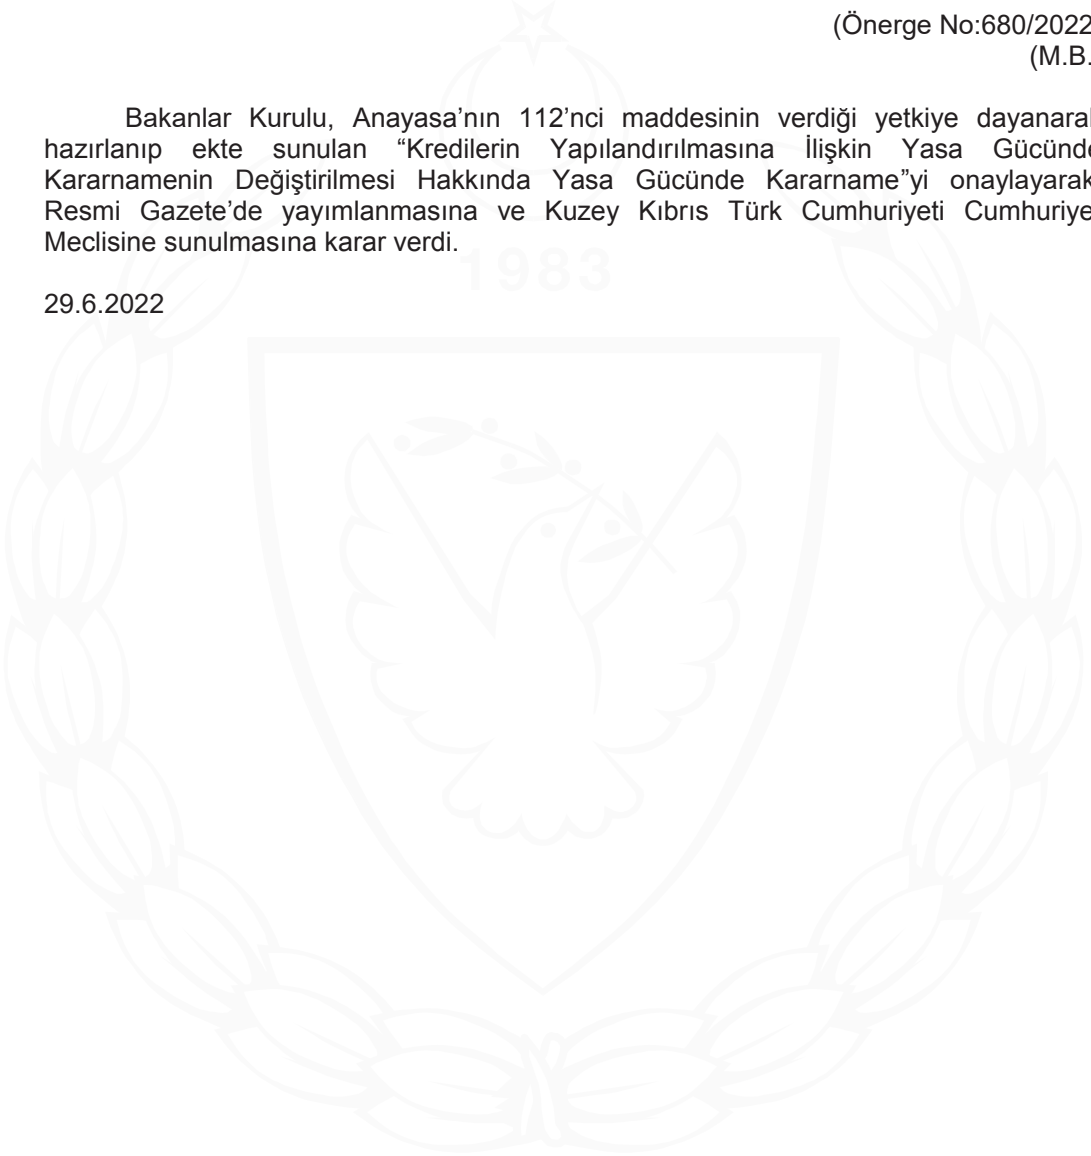 (Önerge No:680/2022
(M.B.
Bakanlar Kurulu, Anayasa’nın 112’nci maddesinin verdiği yetkiye dayanarak
hazırlanıp ekte sunulan “Kredilerin Yapılandırılmasına İlişkin Yasa Gücünde
Kararnamenin Değiştirilmesi Hakkında Yasa Gücünde Kararname”yi onaylayarak
Resmi Gazete’de yayımlanmasına ve Kuzey Kıbrıs Türk Cumhuriyeti Cumhuriye
Meclisine sunulmasına karar verdi.
1983
29.6.2022